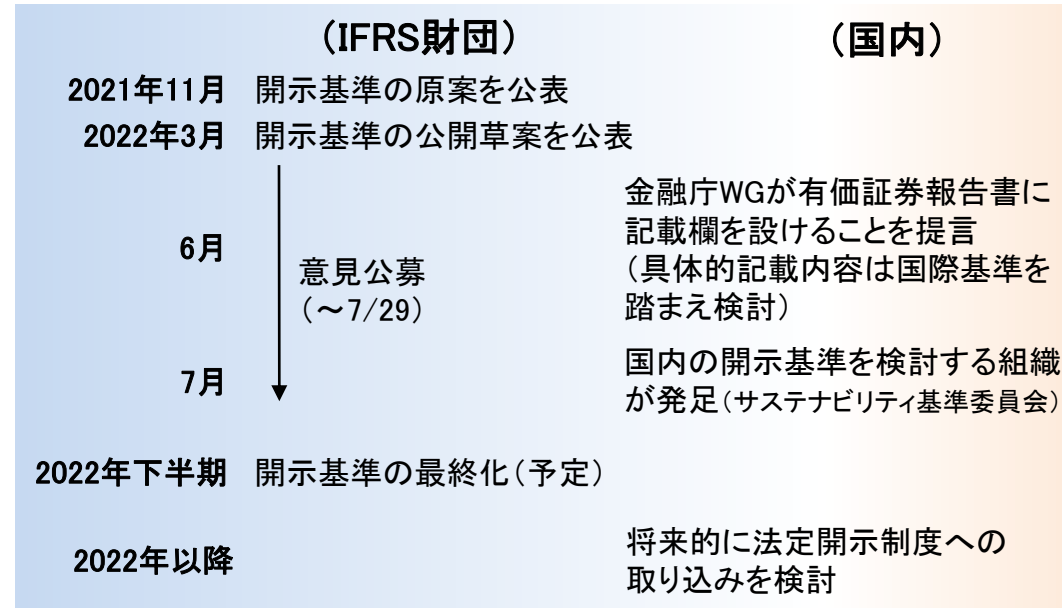 (IFRS財団) (国内)
2021年11月 開示基準の原案を公表
2022年3月 開示基準の公開草案を公表
6月
意見公募
(~7/29)
金融庁WGが有価証券報告書に
記載欄を設けることを提言
(具体的記載内容は国際基準を
踏まえ検討)
7月
国内の開示基準を検討する組織
が発足(サステナビリティ基準委員会)
2022年下半期 開示基準の最終化(予定)
2022年以降
将来的に法定開示制度への
取り込みを検討